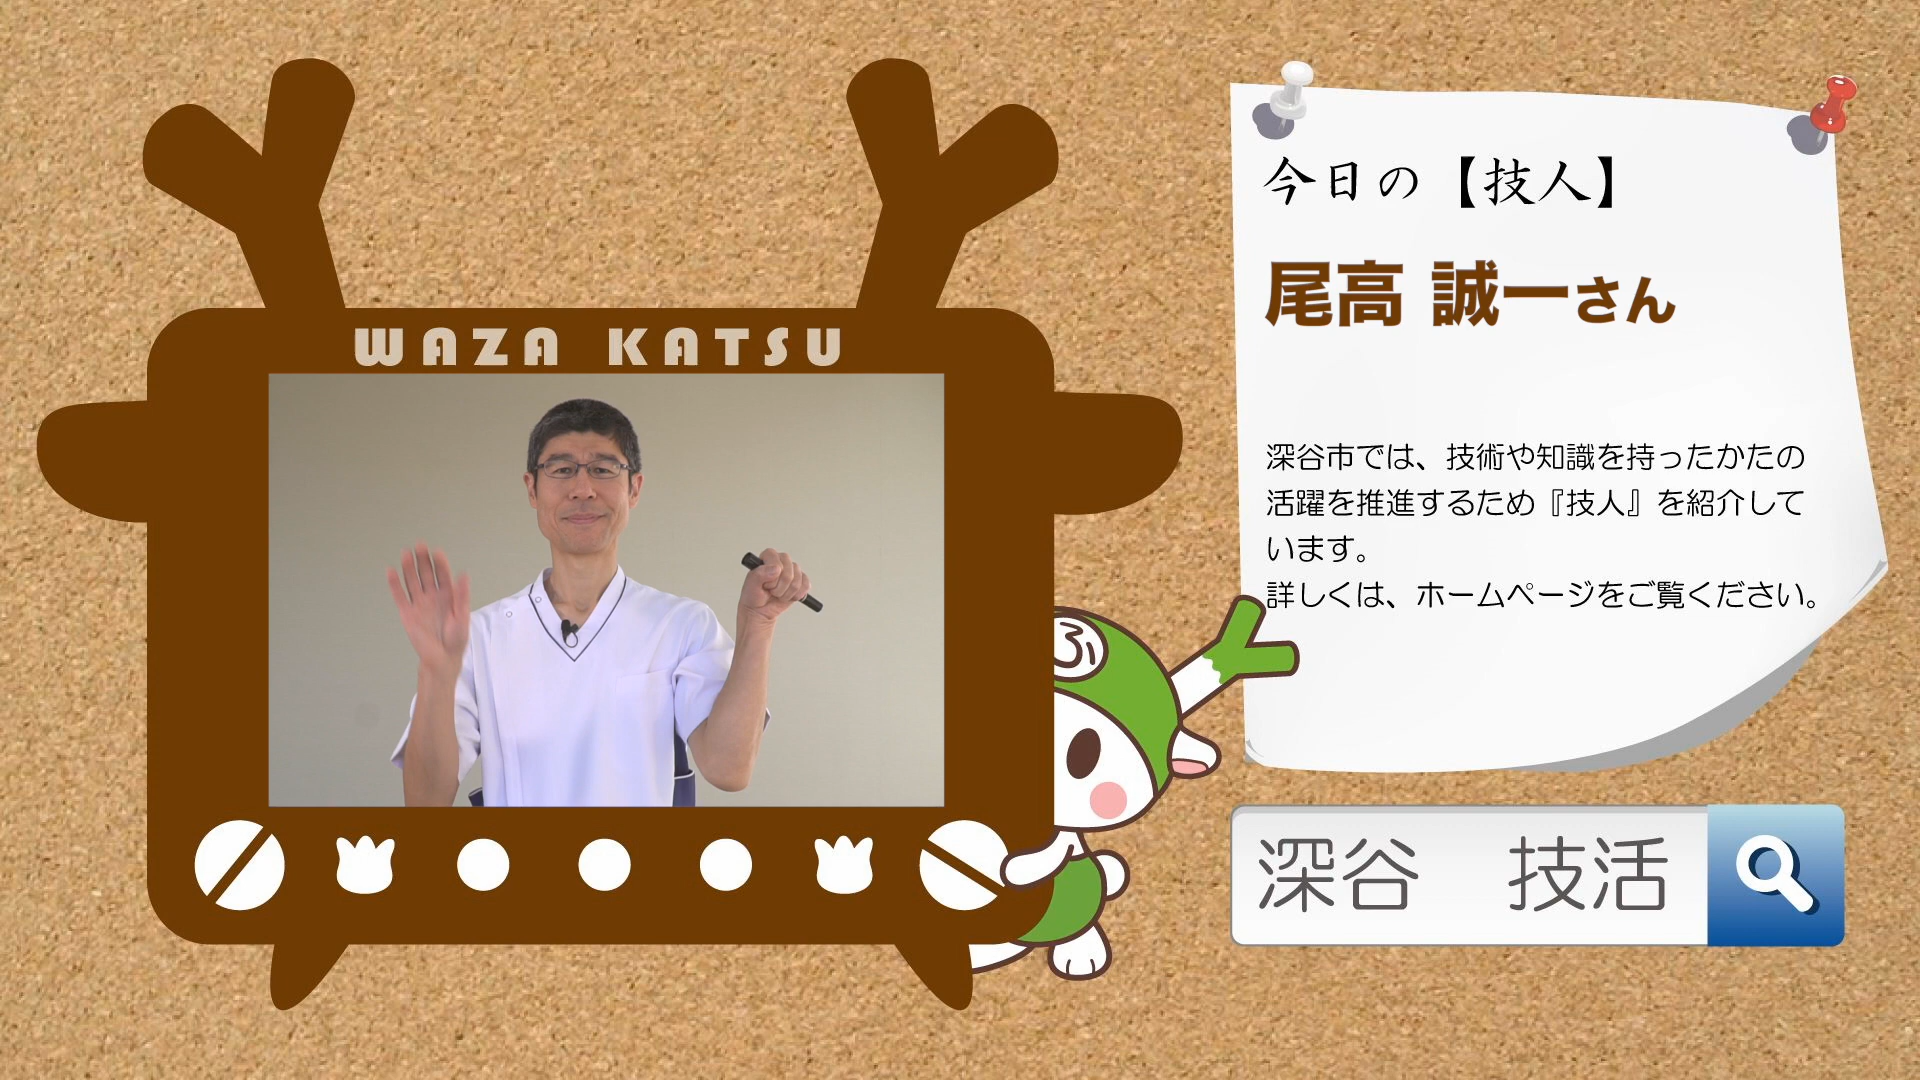 WAZA KATSU
今日の【技人】
尾高 誠一さん
深谷市では、技術や知識を持ったかたの
活躍を推進するため『技人』を紹介して
います。
詳しくは、ホームページをご覧ください。
ふ
深谷 技活